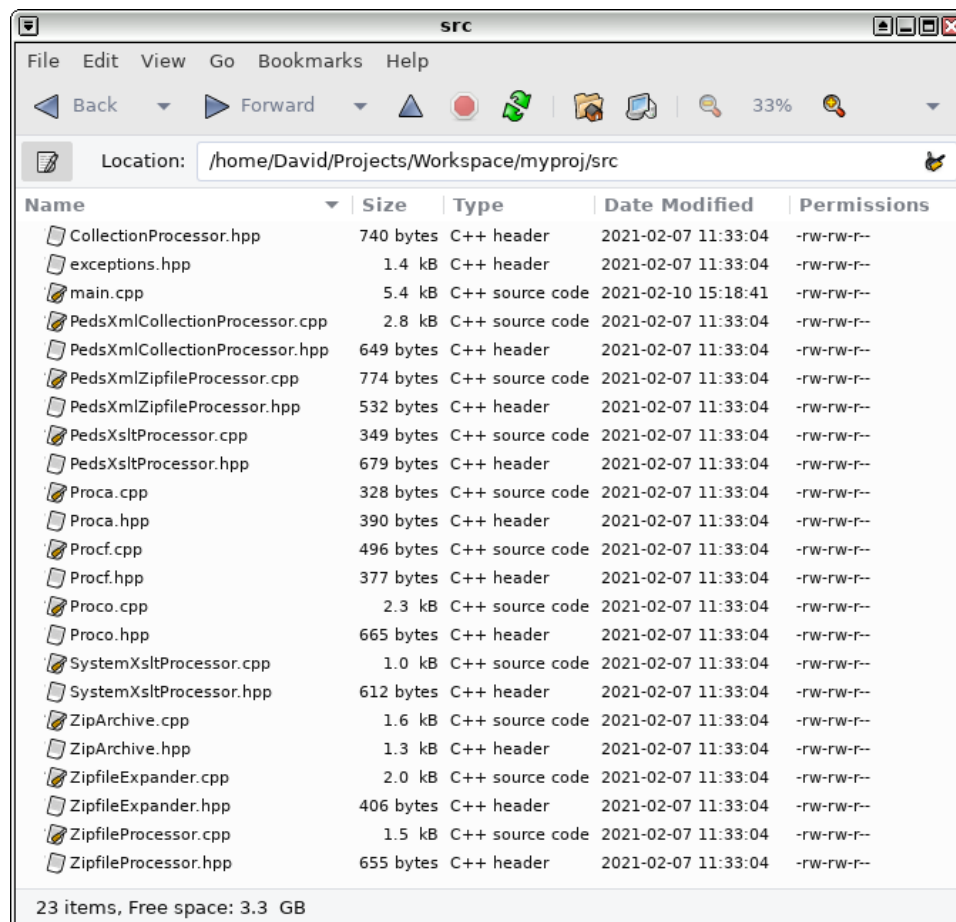 src
File Edit View Go Bookmarks Help
Back Forward 33%
Location: /home/David/Projects/Workspace/myproj/src
Name Size Type Date Modified Permissions
CollectionProcessor.hpp 740 bytes C++ header 2021-02-07 11:33:04 -rw-rw-r--
exceptions.hpp 1.4 kB C++ header 2021-02-07 11:33:04 -rw-rw-r--
main.cpp 5.4 kB C++ source code 2021-02-10 15:18:41 -rw-rw-r--
PedsXmlCollectionProcessor.cpp 2.8 kB C++ source code 2021-02-07 11:33:04 -rw-rw-r--
PedsXmlCollectionProcessor.hpp 649 bytes C++ header 2021-02-07 11:33:04 -rw-rw-r--
PedsXmlZipfileProcessor.cpp 774 bytes C++ source code 2021-02-07 11:33:04 -rw-rw-r--
PedsXmlZipfileProcessor.hpp 532 bytes C++ header 2021-02-07 11:33:04 -rw-rw-r--
PedsXsltProcessor.cpp 349 bytes C++ source code 2021-02-07 11:33:04 -rw-rw-r--
PedsXsltProcessor.hpp 679 bytes C++ header 2021-02-07 11:33:04 -rw-rw-r--
Proca.cpp 328 bytes C++ source code 2021-02-07 11:33:04 -rw-rw-r--
Proca.hpp 390 bytes C++ header 2021-02-07 11:33:04 -rw-rw-r--
Procf.cpp 496 bytes C++ source code 2021-02-07 11:33:04 -rw-rw-r--
Procf.hpp 377 bytes C++ header 2021-02-07 11:33:04 -rw-rw-r--
Proco.cpp 2.3 kB C++ source code 2021-02-07 11:33:04 -rw-rw-r--
Proco.hpp 665 bytes C++ header 2021-02-07 11:33:04 -rw-rw-r--
SystemXsltProcessor.cpp 1.0 kB C++ source code 2021-02-07 11:33:04 -rw-rw-r--
SystemXsltProcessor.hpp 612 bytes C++ header 2021-02-07 11:33:04 -rw-rw-r--
ZipArchive.cpp 1.6 kB C++ source code 2021-02-07 11:33:04 -rw-rw-r--
ZipArchive.hpp 1.3 kB C++ header 2021-02-07 11:33:04 -rw-rw-r--
ZipfileExpander.cpp 2.0 kB C++ source code 2021-02-07 11:33:04 -rw-rw-r--
ZipfileExpander.hpp 406 bytes C++ header 2021-02-07 11:33:04 -rw-rw-r--
ZipfileProcessor.cpp 1.5 kB C++ source code 2021-02-07 11:33:04 -rw-rw-r--
ZipfileProcessor.hpp 655 bytes C++ header 2021-02-07 11:33:04 -rw-rw-r--
23 items, Free space: 3.3 GB